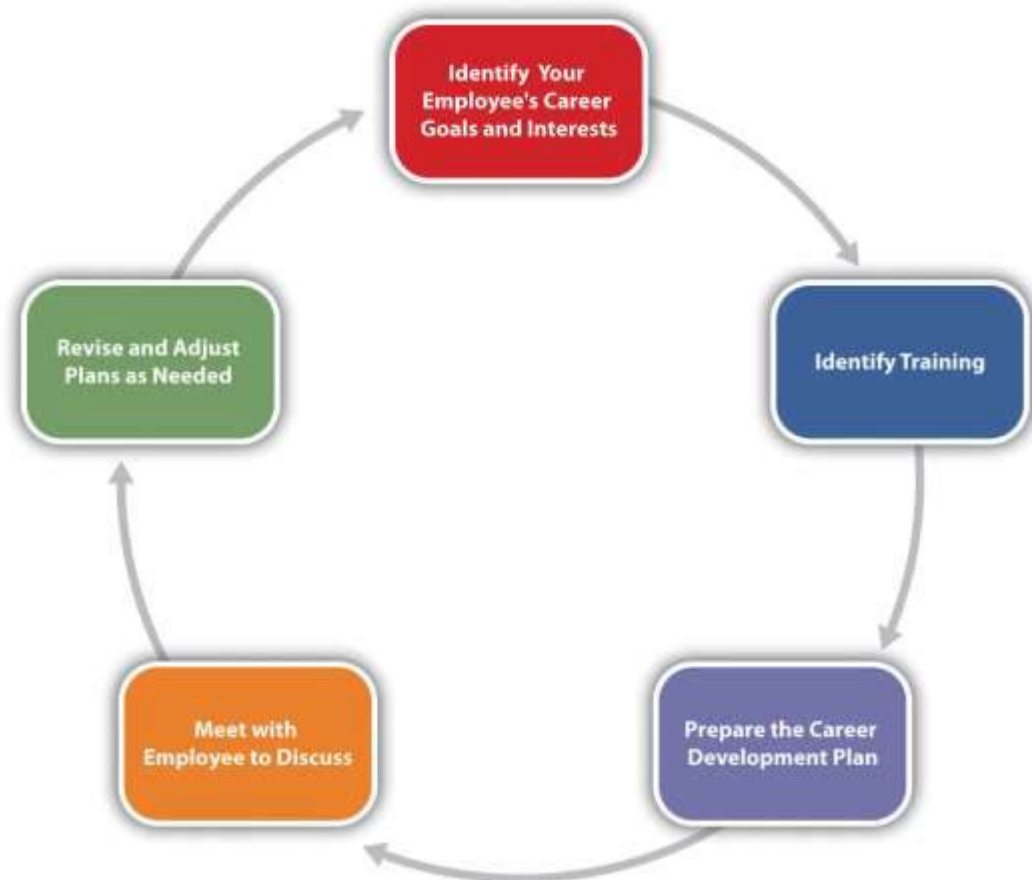 Identify Your
Employee's Career
Goals and Interests
Identify Training
Prepare the Career
Development Plan
Meet with
Employee to Discuss
Revise and Adjust
Plans as Needed